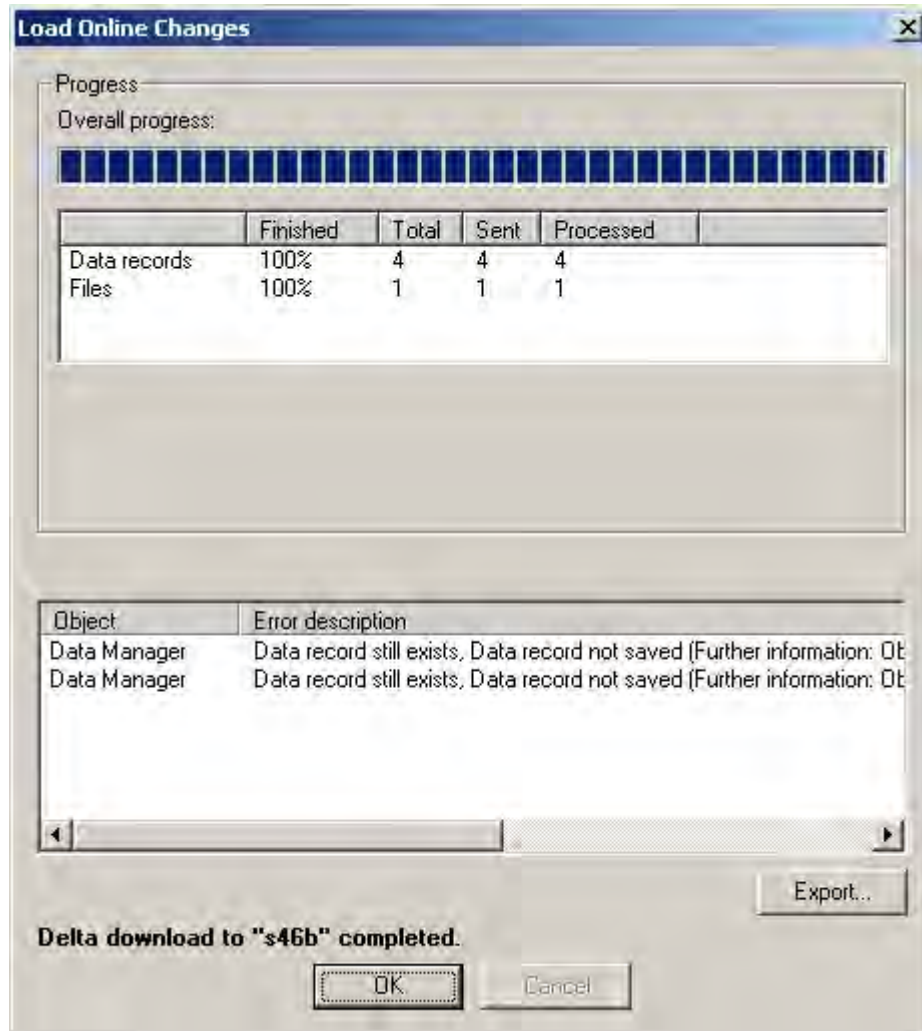 Load Online Changes
Progress
Overall progress:
Finished Total Sent Processed
Data records 100% 4 4 4
Files 100% 1 1 1
Object Error description
Data Manager Data record still exists, Data record not saved (Further information: Ob
Data Manager Data record still exists, Data record not saved (Further information: Ob
Export...
Delta download to "s46b" completed.
OK Cancel